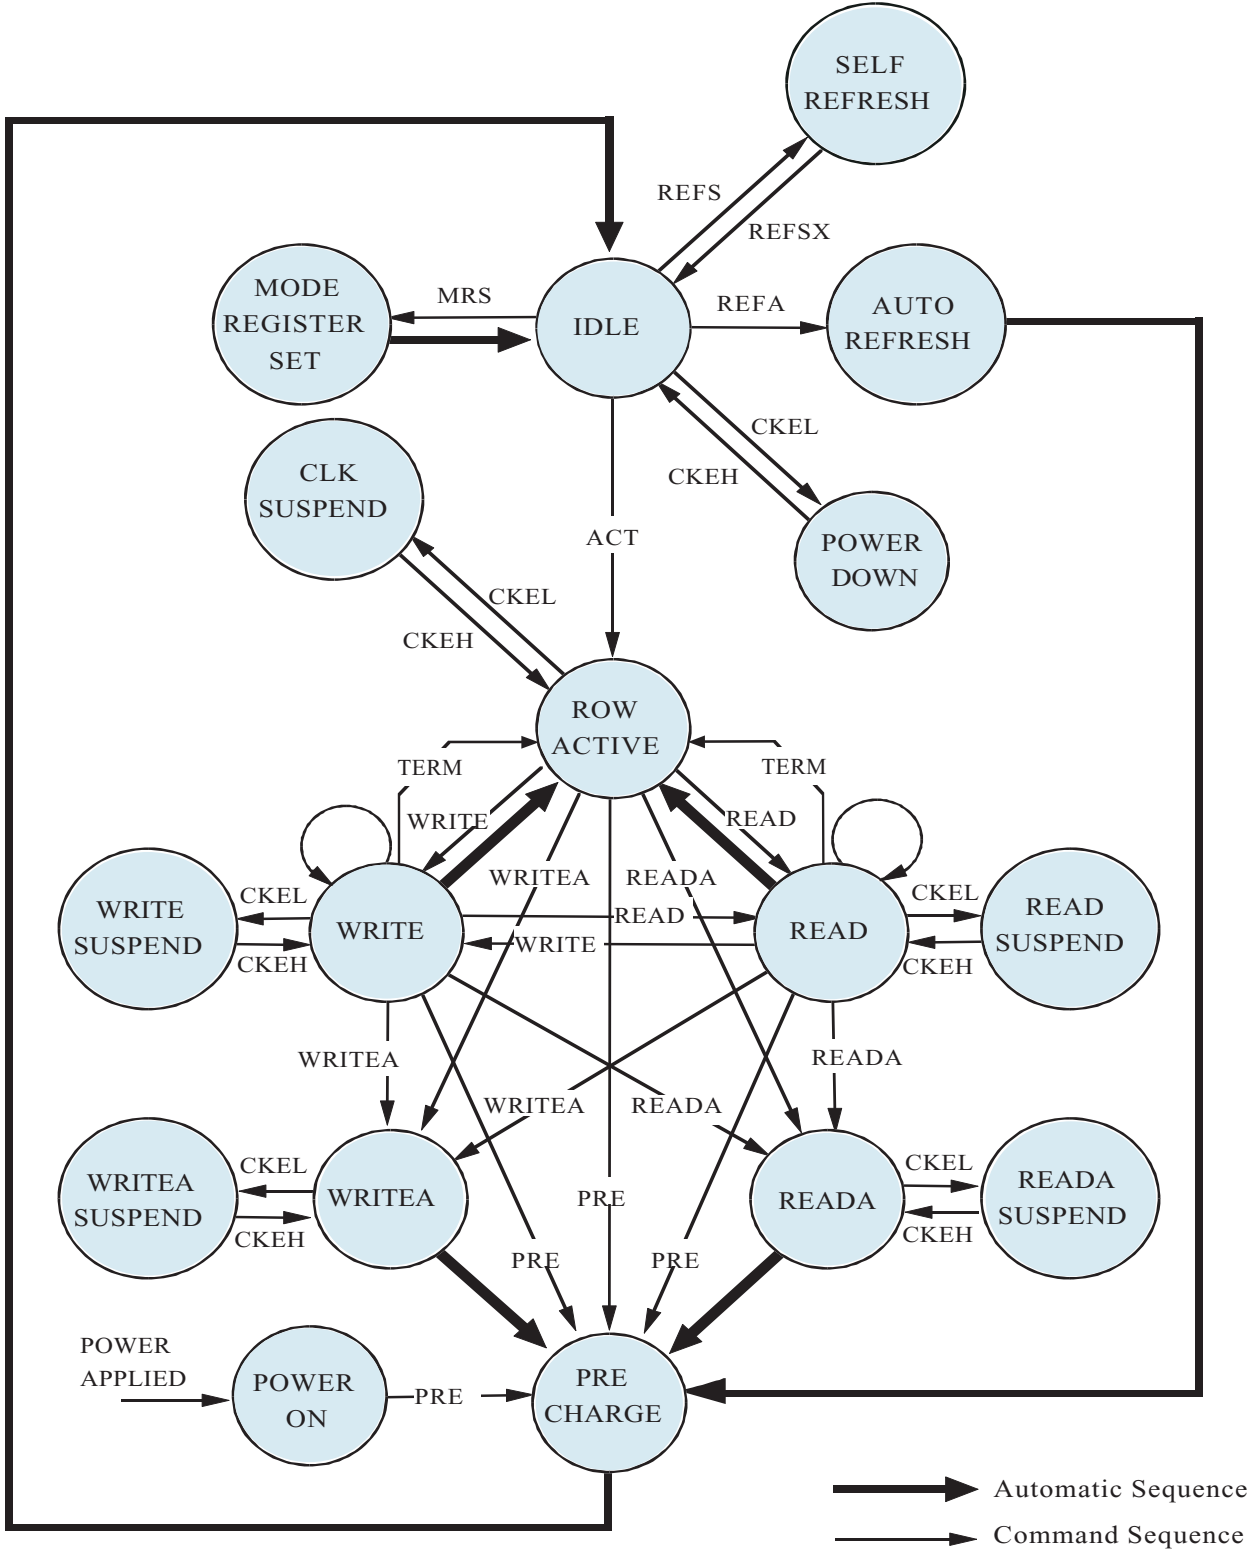 SELF
REFRESH
REFS
REFSX
MODE
REGISTER
SET
MRS
IDLE
REFA
AUTO
REFRESH
CKEL
CKEH
CLK
SUSPEND
POWER
DOWN
ACT
CKEL
CKEH
ROW
ACTIVE
TERM
TERM
WRITE
READ
WRITEA
READA
WRITE
SUSPEND
CKEL
CKEH
WRITE
READ
WRITE
READ
CKEL
CKEH
READ
SUSPEND
WRITEA
READA
WRITEA
READA
WRITEA
SUSPEND
CKEL
CKEH
WRITEA
PRE
READA
CKEL
CKEH
READA
SUSPEND
PRE
PRE
POWER
APPLIED
POWER
ON
PRE
PRE
CHARGE
Automatic Sequence
Command Sequence